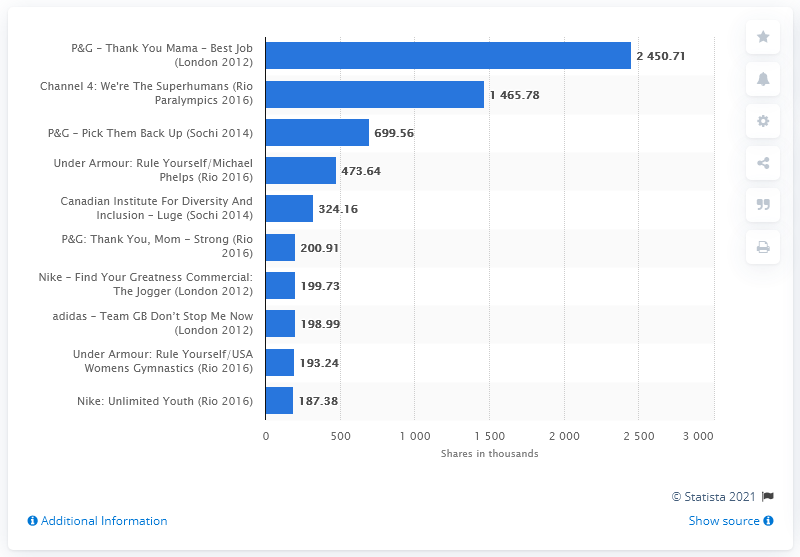 P&G – Thank You Mama – Best Job
(London 2012)
2 450.71
Channel 4: We're The Superhumans (Rio
Paralympics 2016)
1 465.78
P&G – Pick Them Back Up (Sochi 2014)
699.56
Under Armour: Rule Yourself/Michael
Phelps (Rio 2016)
473.64
Canadian Institute For Diversity And
Inclusion – Luge (Sochi 2014)
324.16
P&G: Thank You, Mom – Strong (Rio
2016)
200.91
Nike – Find Your Greatness Commercial:
The Jogger (London 2012)
199.73
adidas – Team GB Don’t Stop Me Now
(London 2012)
198.99
Under Armour: Rule Yourself/USA
Womens Gymnastics (Rio 2016)
193.24
Nike: Unlimited Youth (Rio 2016)
187.38
0 500 1 000 1 500 2 000 2 500 3 000
Shares in thousands
© Statista 2021
Additional Information
Show source